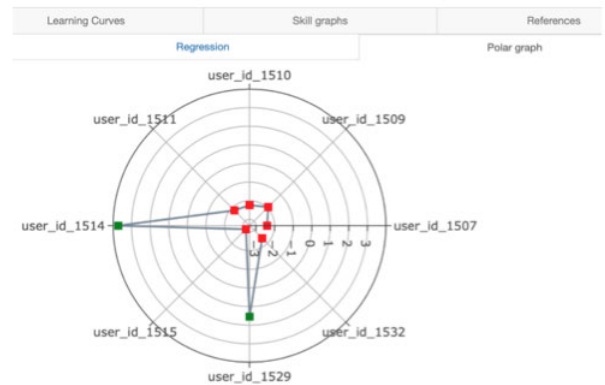 Learning Curves Skill graphs References
Regression Polar graph
user_id_1510
user_id_1511 user_id_1509
user_id_1514 user_id_1507
−3 −2 −1 0 1 2 3
user_id_1515 user_id_1532
user_id_1529